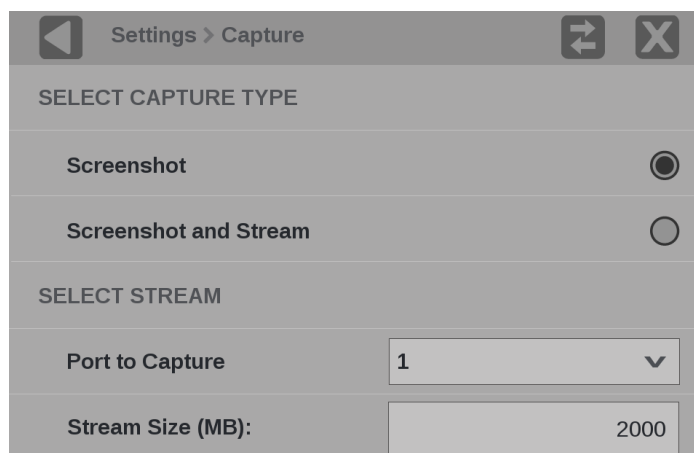 Settings > Capture
SELECT CAPTURE TYPE
Screenshot
Screenshot and Stream
SELECT STREAM
Port to Capture 1
Stream Size (MB): 2000